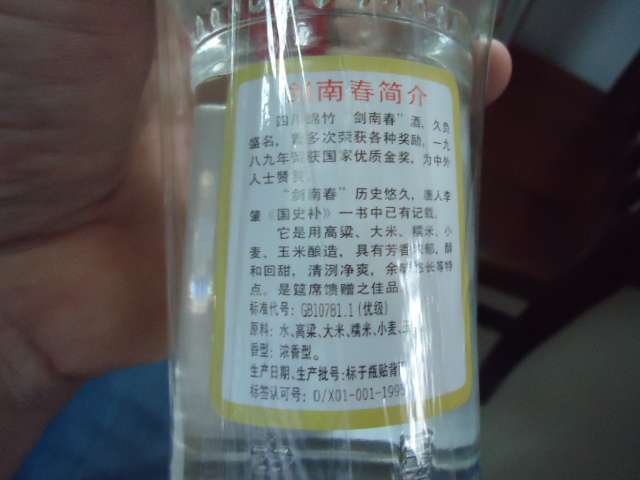 剑南春简介
四川绵竹 剑南春"酒，久负
盛名，曾多次荣获各种奖励，一九
八九年荣获国家优质金奖，为中外
人士赞赏。
"剑南春"历史悠久，唐人李
肇《国史补》一书中已有记载。
它是用高粱、大米、糯米、小
麦、玉米酿造，具有芳香浓郁，醇
和回甜，清洌净爽，余香悠长等特
点。是筵席馈赠之佳品。
标准代号：GB10781.1(优级)
原料：水、高粱、大米、糯米、小麦、玉
香型：浓香型。
生产日期、生产批号：标于瓶贴背
标签认可号：O/X01-001-1995